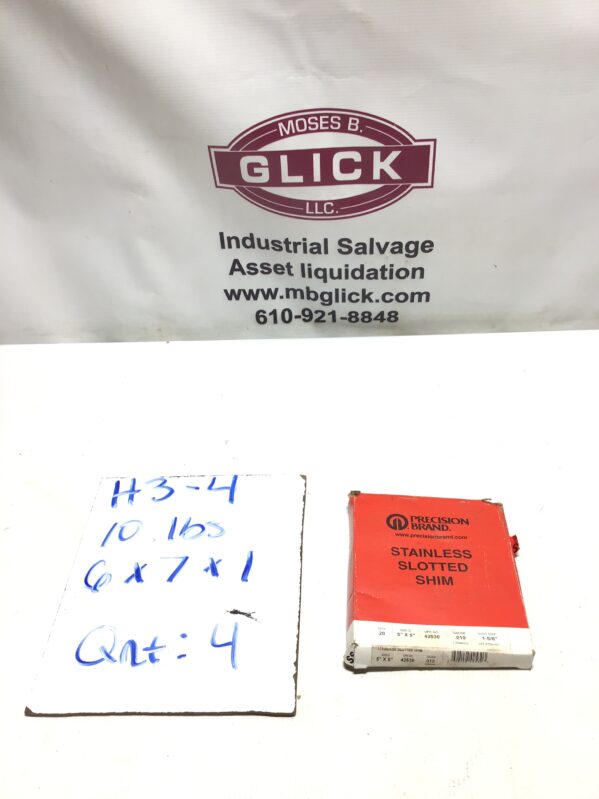 MOSES B.
GLICK
LLC.
Industrial Salvage
Asset liquidation
www.mbglick.com
610-921-8848
H3-4
10 lbs
6 x 7 x 1
Qnt: 4
PRECISION
BRAND.
www.precisionbrand.com
STAINLESS
SLOTTED
SHIM
20 5" X 5" 42530 .010 1-5/8"
5" X 5" 42530 .010